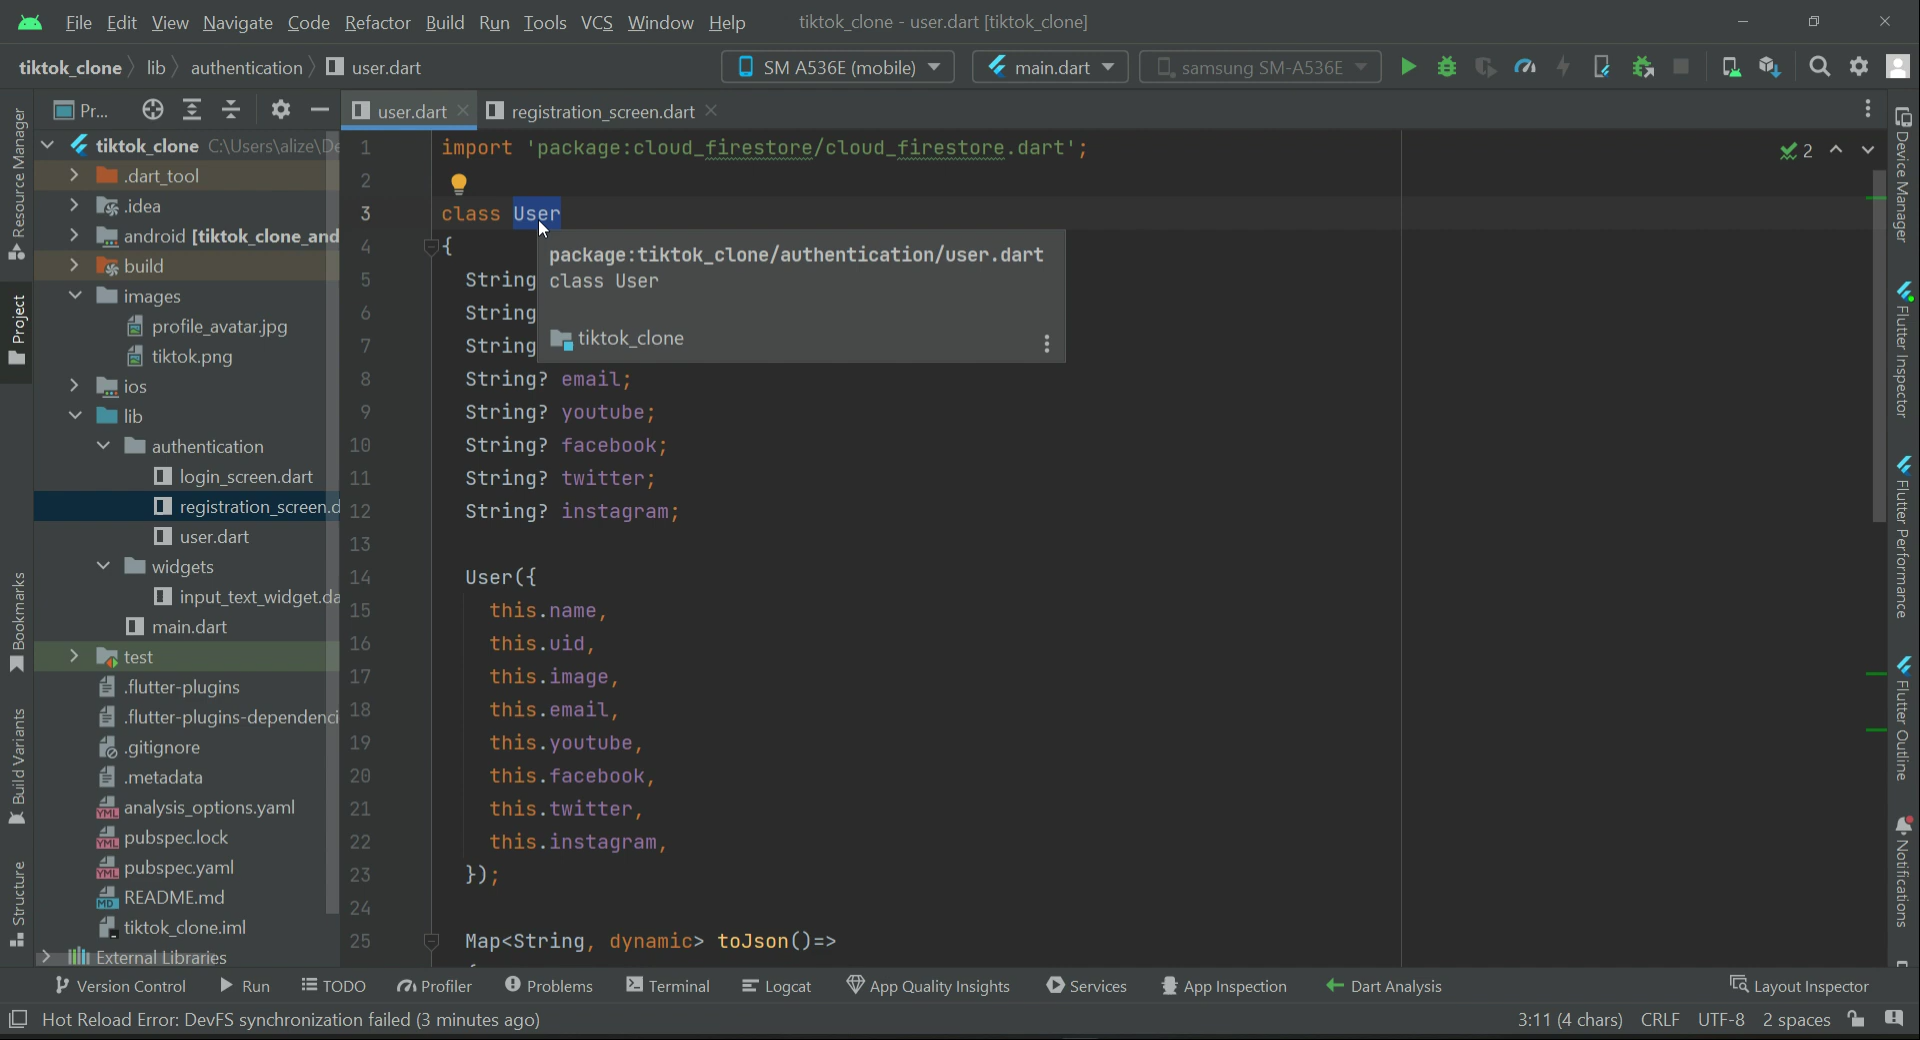 File Edit View Navigate Code Refactor Build Run Tools VCS Window Help tiktok_clone - user.dart [tiktok_clone]
tiktok_clone lib authentication user.dart SM A536E (mobile) main.dart samsung SM-A536E
Pr... user.dart registration_screen.dart
Resource Manager
Project
Bookmarks
Build Variants
Structure
tiktok_clone C:\Users\alize\De
.dart_tool
.idea
android [tiktok_clone_and
build
images
profile_avatar.jpg
tiktok.png
ios
lib
authentication
login_screen.dart
registration_screen.d
user.dart
widgets
input_text_widget.da
main.dart
test
.flutter-plugins
.flutter-plugins-dependenci
.gitignore
.metadata
analysis_options.yaml
pubspec.lock
pubspec.yaml
README.md
tiktok_clone.iml
External Libraries
1 import 'package:cloud_firestore/cloud_firestore.dart';
2
3 class User
4 {
5 String
6 String
7 String
8 String? email;
9 String? youtube;
10 String? facebook;
11 String? twitter;
12 String? instagram;
13
14 User({
15 this.name,
16 this.uid,
17 this.image,
18 this.email,
19 this.youtube,
20 this.facebook,
21 this.twitter,
22 this.instagram,
23 });
24
25 Map<String, dynamic> toJson()=>
package:tiktok_clone/authentication/user.dart
class User
tiktok_clone
2
Device Manager
Flutter Inspector
Flutter Performance
Flutter Outline
Notifications
Version Control Run TODO Profiler Problems Terminal Logcat App Quality Insights Services App Inspection Dart Analysis Layout Inspector
Hot Reload Error: DevFS synchronization failed (3 minutes ago) 3:11 (4 chars) CRLF UTF-8 2 spaces